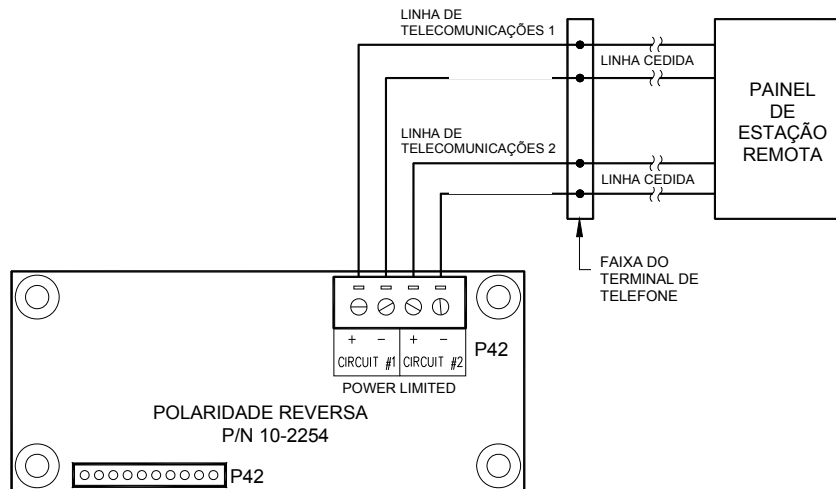 LINHA DE
TELECOMUNICAÇÕES 1
LINHA CEDIDA
PAINEL
DE
ESTAÇÃO
REMOTA
LINHA DE
TELECOMUNICAÇÕES 2
LINHA CEDIDA
FAIXA DO
TERMINAL DE
TELEFONE
+ - + -
P42
CIRCUIT #1 CIRCUIT #2
POWER LIMITED
POLARIDADE REVERSA
P/N 10-2254
P42